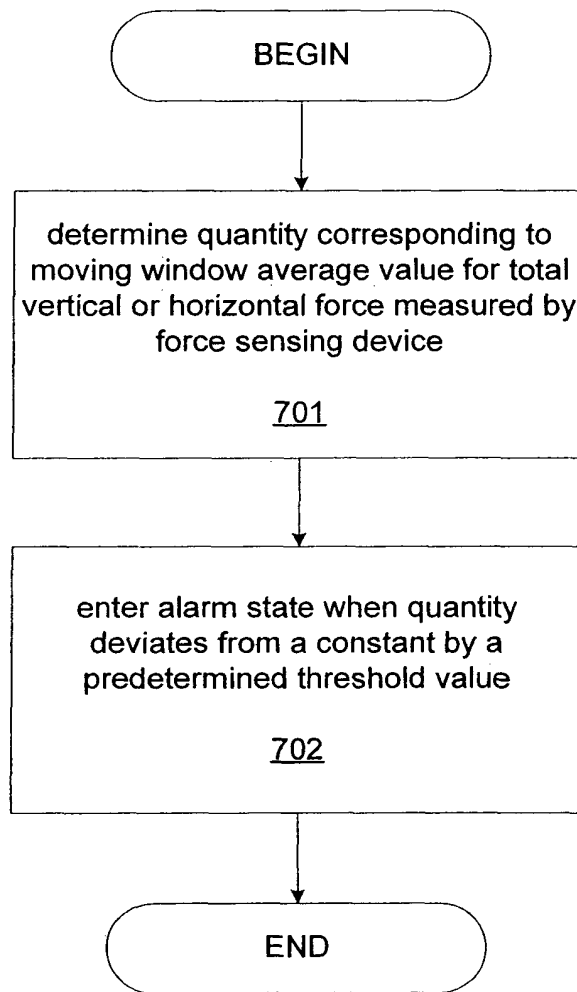 BEGIN
determine quantity corresponding to
moving window average value for total
vertical or horizontal force measured by
force sensing device
701
enter alarm state when quantity
deviates from a constant by a
predetermined threshold value
702
END